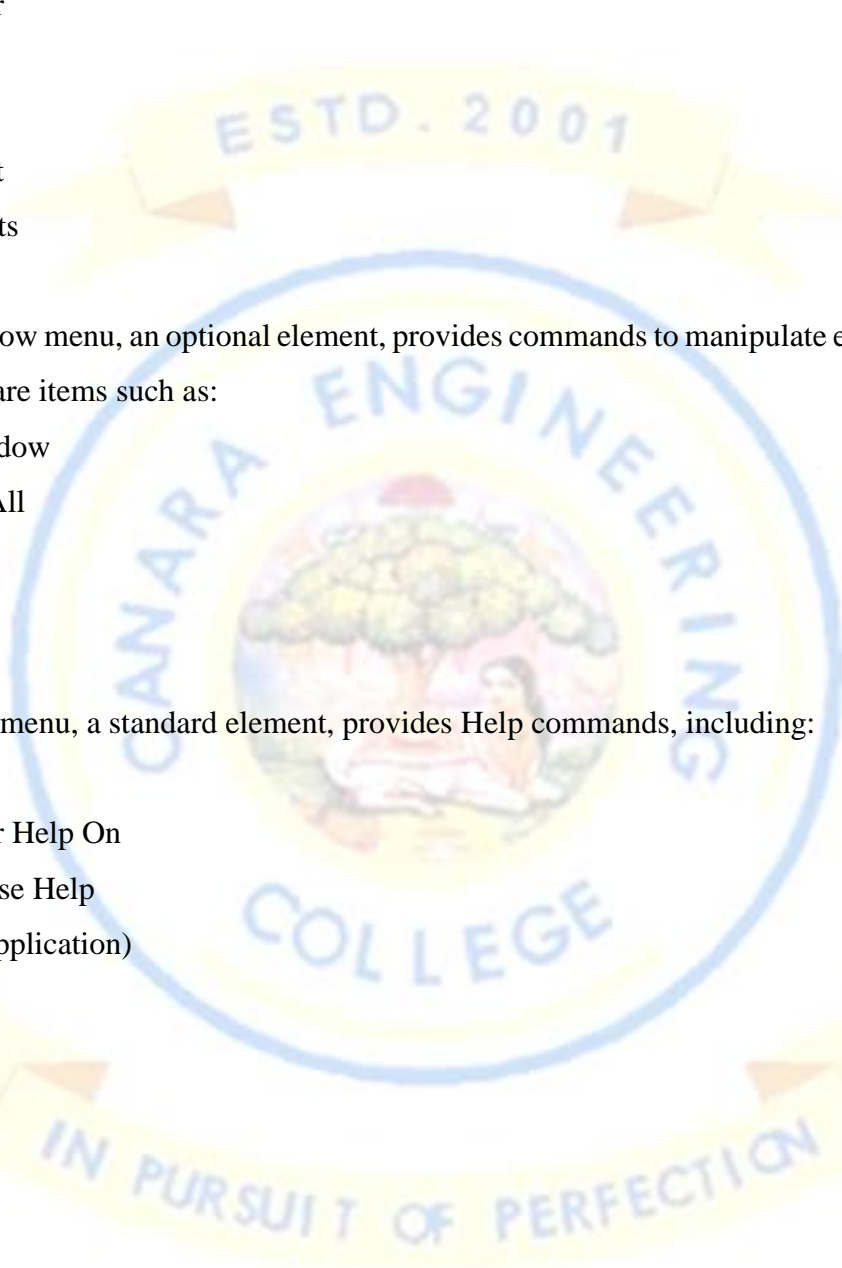 r
ESTD. 2001
t
ts
ow menu, an optional element, provides commands to manipulate e
are items such as:
dow
All
CANARA ENGINEERING
menu, a standard element, provides Help commands, including:
r Help On
se Help
pplication)
COLLEGE
IN PURSUIT OF PERFECTION